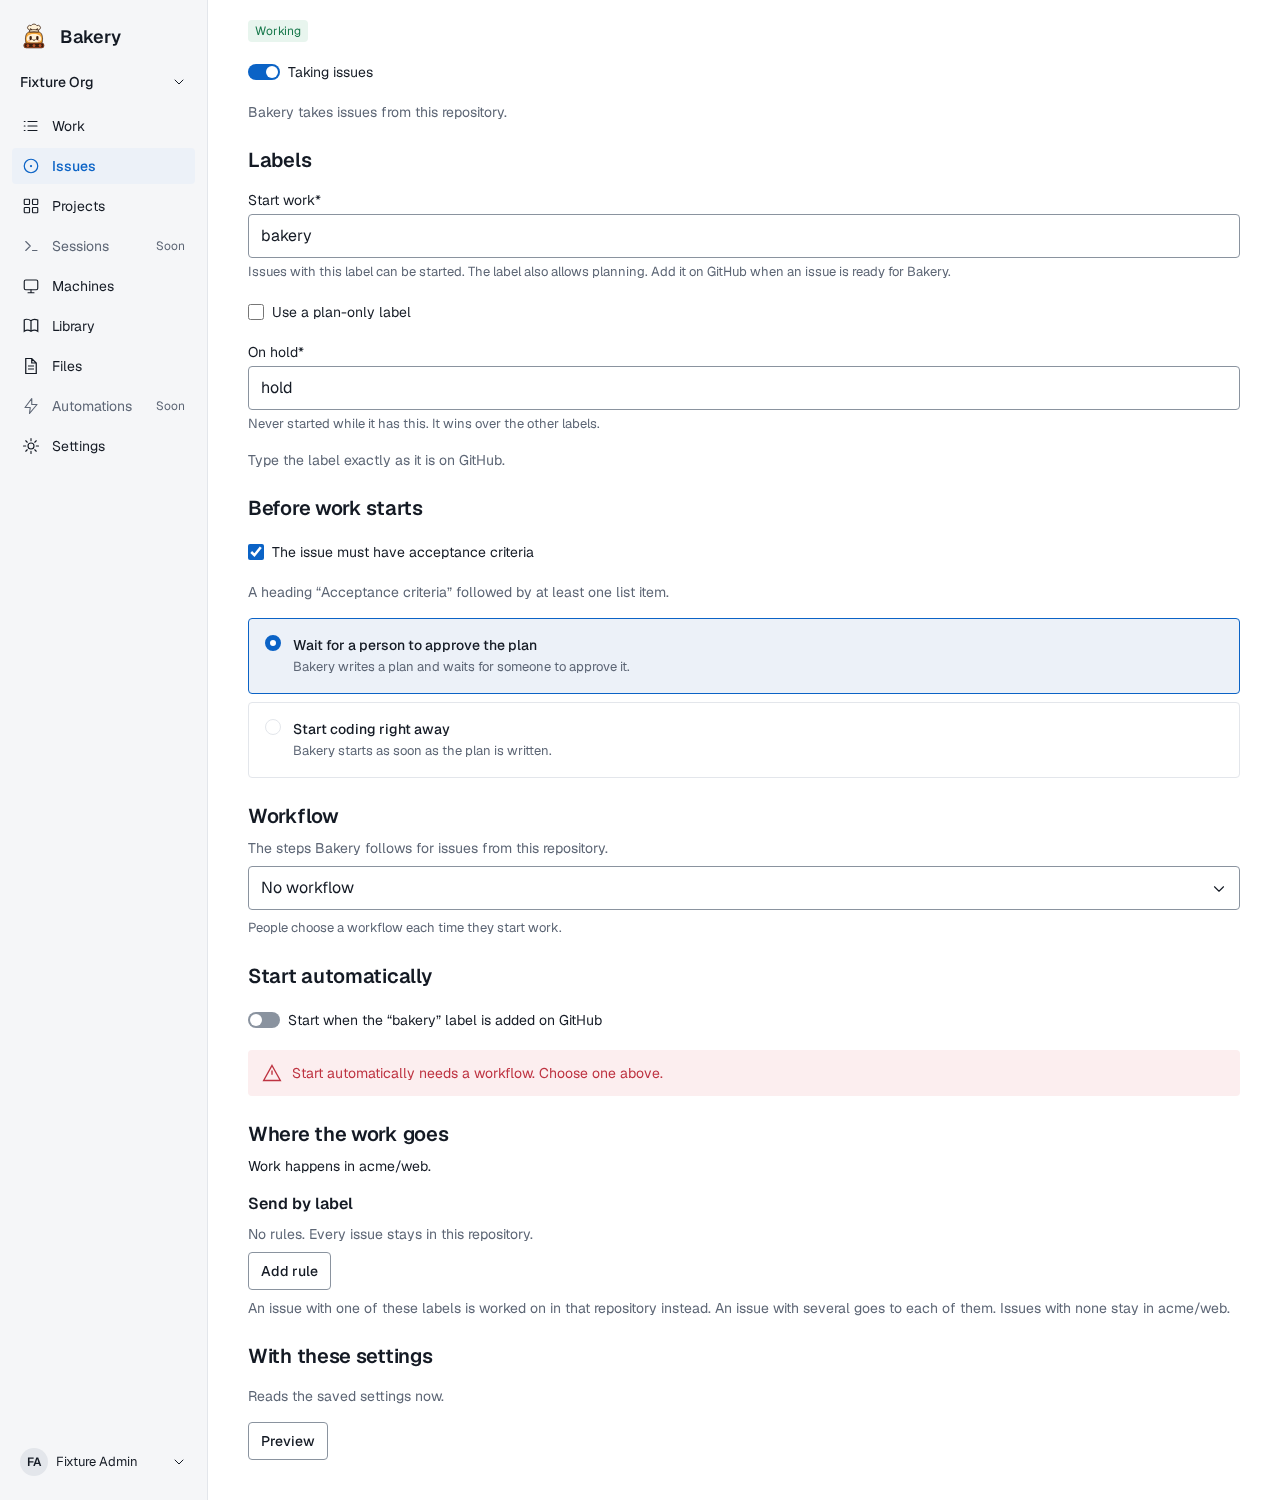 Bakery
Fixture Org
Work
Issues
Projects
Sessions Soon
Machines
Library
Files
Automations Soon
Settings
FA Fixture Admin
Working
Taking issues
Bakery takes issues from this repository.
Labels
Start work*
bakery
Issues with this label can be started. The label also allows planning. Add it on GitHub when an issue is ready for Bakery.
Use a plan-only label
On hold*
hold
Never started while it has this. It wins over the other labels.
Type the label exactly as it is on GitHub.
Before work starts
The issue must have acceptance criteria
A heading “Acceptance criteria” followed by at least one list item.
Wait for a person to approve the plan
Bakery writes a plan and waits for someone to approve it.
Start coding right away
Bakery starts as soon as the plan is written.
Workflow
The steps Bakery follows for issues from this repository.
No workflow
People choose a workflow each time they start work.
Start automatically
Start when the “bakery” label is added on GitHub
Start automatically needs a workflow. Choose one above.
Where the work goes
Work happens in acme/web.
Send by label
No rules. Every issue stays in this repository.
Add rule
An issue with one of these labels is worked on in that repository instead. An issue with several goes to each of them. Issues with none stay in acme/web.
With these settings
Reads the saved settings now.
Preview